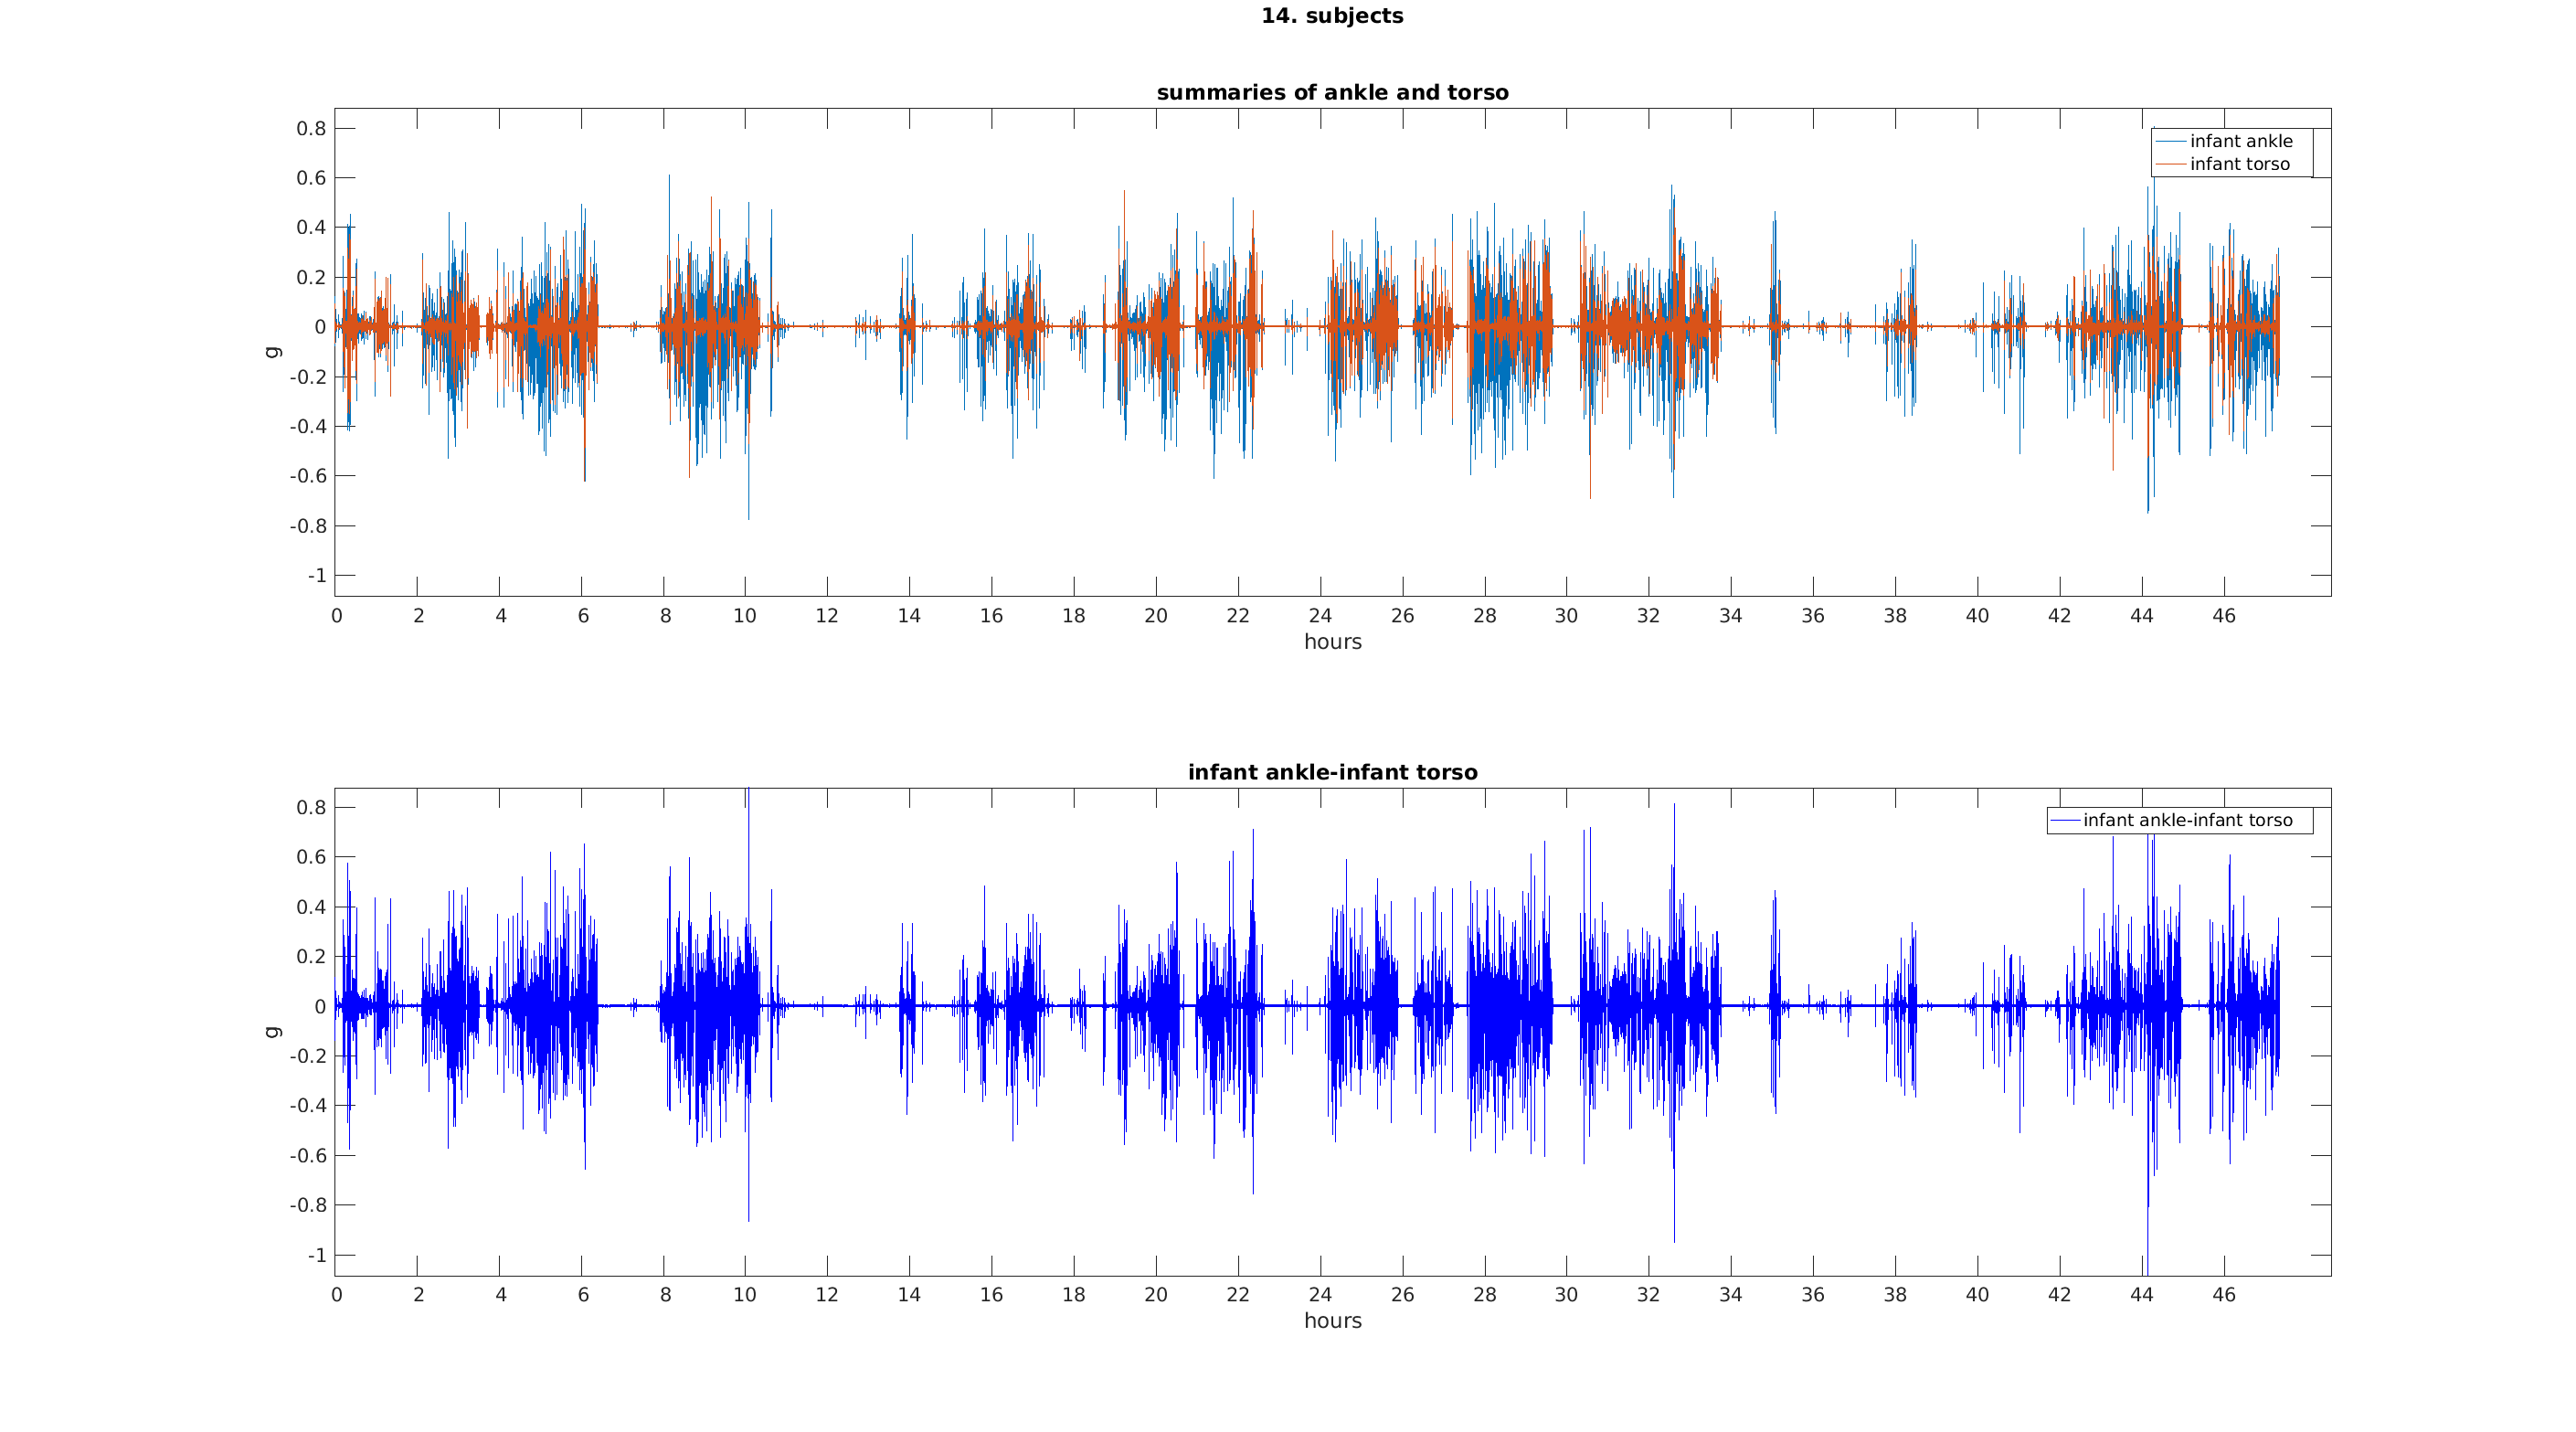 14. subjects
summaries of ankle and torso
infant ankle
infant torso
0.8
0.6
0.4
0.2
0
-0.2
-0.4
-0.6
-0.8
-1
g
0 2 4 6 8 10 12 14 16 18 20 22 24 26 28 30 32 34 36 38 40 42 44 46
hours
infant ankle-infant torso
infant ankle-infant torso
0.8
0.6
0.4
0.2
0
-0.2
-0.4
-0.6
-0.8
-1
g
0 2 4 6 8 10 12 14 16 18 20 22 24 26 28 30 32 34 36 38 40 42 44 46
hours